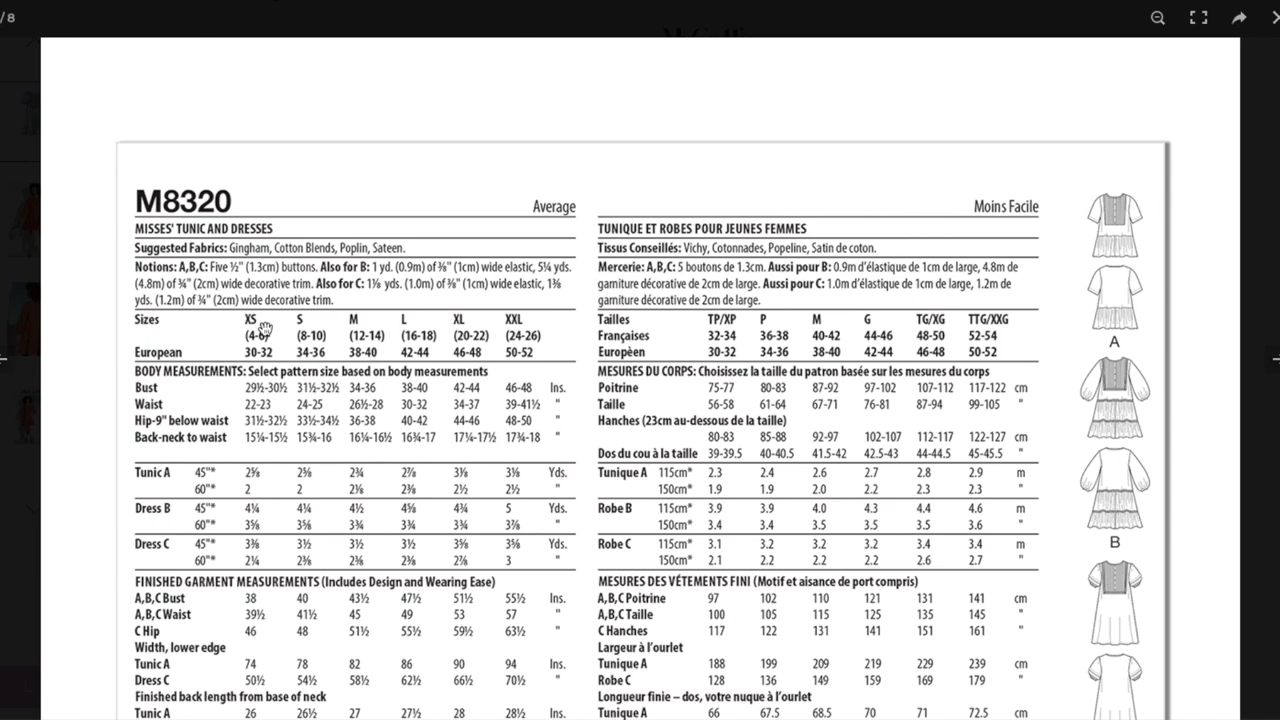 /8
M8320
Average
MISSES' TUNIC AND DRESSES
Suggested Fabrics: Gingham, Cotton Blends, Poplin, Sateen.
Notions: A,B,C: Five ½" (1.3cm) buttons. Also for B: 1 yd. (0.9m) of ⅜" (1cm) wide elastic, 5¼ yds.
(4.8m) of ¾" (2cm) wide decorative trim. Also for C: 1⅛ yds. (1.0m) of ⅜" (1cm) wide elastic, 1⅜
yds. (1.2m) of ¾" (2cm) wide decorative trim.
Sizes XS S M L XL XXL
(4-6) (8-10) (12-14) (16-18) (20-22) (24-26)
European 30-32 34-36 38-40 42-44 46-48 50-52
BODY MEASUREMENTS: Select pattern size based on body measurements
Bust 29½-30½ 31½-32½ 34-36 38-40 42-44 46-48 Ins.
Waist 22-23 24-25 26½-28 30-32 34-37 39-41½ "
Hip-9" below waist 31½-32½ 33½-34½ 36-38 40-42 44-46 48-50 "
Back-neck to waist 15¼-15½ 15¾-16 16¼-16½ 16¾-17 17¼-17½ 17¾-18 "
Tunic A 45"* 2⅝ 2⅝ 2¾ 2⅞ 3⅛ 3⅛ Yds.
60"* 2 2 2⅛ 2⅜ 2½ 2½ "
Dress B 45"* 4¼ 4¼ 4½ 4⅝ 4¾ 5 Yds.
60"* 3⅝ 3⅝ 3¾ 3¾ 3¾ 3⅞ "
Dress C 45"* 3⅜ 3½ 3½ 3½ 3⅝ 3⅝ Yds.
60"* 2¼ 2⅜ 2⅜ 2⅜ 2⅞ 3 "
FINISHED GARMENT MEASUREMENTS (Includes Design and Wearing Ease)
A,B,C Bust 38 40 43½ 47½ 51½ 55½ Ins.
A,B,C Waist 39½ 41½ 45 49 53 57 "
C Hip 46 48 51½ 55½ 59½ 63½ "
Width, lower edge
Tunic A 74 78 82 86 90 94 Ins.
Dress C 50½ 54½ 58½ 62½ 66½ 70½ "
Finished back length from base of neck
Tunic A 26 26½ 27 27½ 28 28½ Ins.
Moins Facile
TUNIQUE ET ROBES POUR JEUNES FEMMES
Tissus Conseillés: Vichy, Cotonnades, Popeline, Satin de coton.
Mercerie: A,B,C: 5 boutons de 1.3cm. Aussi pour B: 0.9m d'élastique de 1cm de large, 4.8m de
garniture décorative de 2cm de large. Aussi pour C: 1.0m d'élastique de 1cm de large, 1.2m de
garniture décorative de 2cm de large.
Tailles TP/XP P M G TG/XG TTG/XXG
Françaises 32-34 36-38 40-42 44-46 48-50 52-54
Europèen 30-32 34-36 38-40 42-44 46-48 50-52
MESURES DU CORPS: Choisissez la taille du patron basée sur les mesures du corps
Poitrine 75-77 80-83 87-92 97-102 107-112 117-122 cm
Taille 56-58 61-64 67-71 76-81 87-94 99-105 "
Hanches (23cm au-dessous de la taille)
80-83 85-88 92-97 102-107 112-117 122-127 cm
Dos du cou à la taille 39-39.5 40-40.5 41.5-42 42.5-43 44-44.5 45-45.5 "
Tunique A 115cm* 2.3 2.4 2.6 2.7 2.8 2.9 m
150cm* 1.9 1.9 2.0 2.2 2.3 2.3 "
Robe B 115cm* 3.9 3.9 4.0 4.3 4.4 4.6 m
150cm* 3.4 3.4 3.5 3.5 3.5 3.6 "
Robe C 115cm* 3.1 3.2 3.2 3.2 3.4 3.4 m
150cm* 2.1 2.2 2.2 2.2 2.6 2.7 "
MESURES DES VÉTEMENTS FINI (Motif et aisance de port compris)
A,B,C Poitrine 97 102 110 121 131 141 cm
A,B,C Taille 100 105 115 125 135 145 "
C Hanches 117 122 131 141 151 161 "
Largeur à l'ourlet
Tunique A 188 199 209 219 229 239 cm
Robe C 128 136 149 159 169 179 "
Longueur finie – dos, votre nuque à l'ourlet
Tunique A 66 67.5 68.5 70 71 72.5 cm
A
B